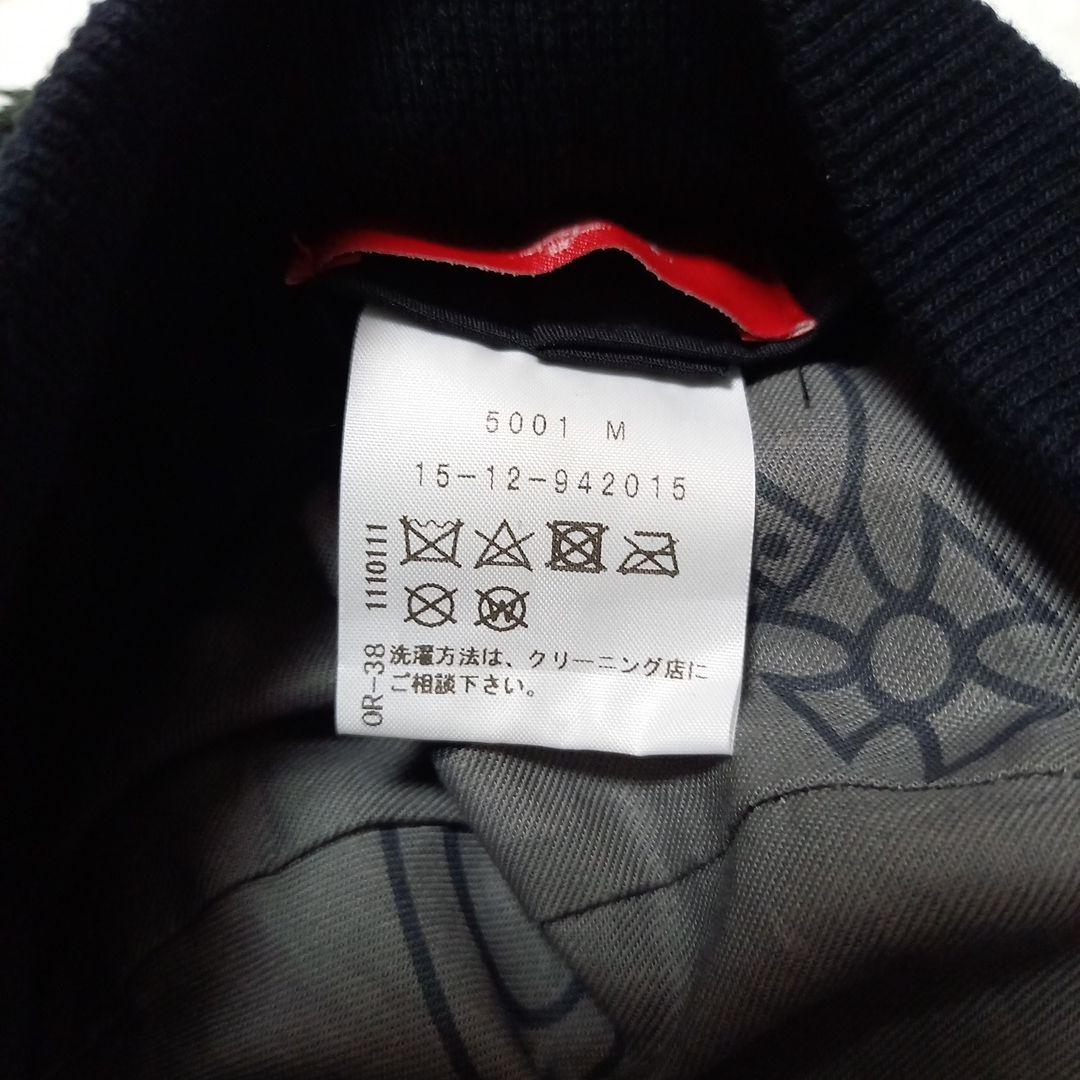 5001 M
15-12-942015
W
洗濯方法は、クリーニング店に
ご相談下さい。
OR-38 1110111